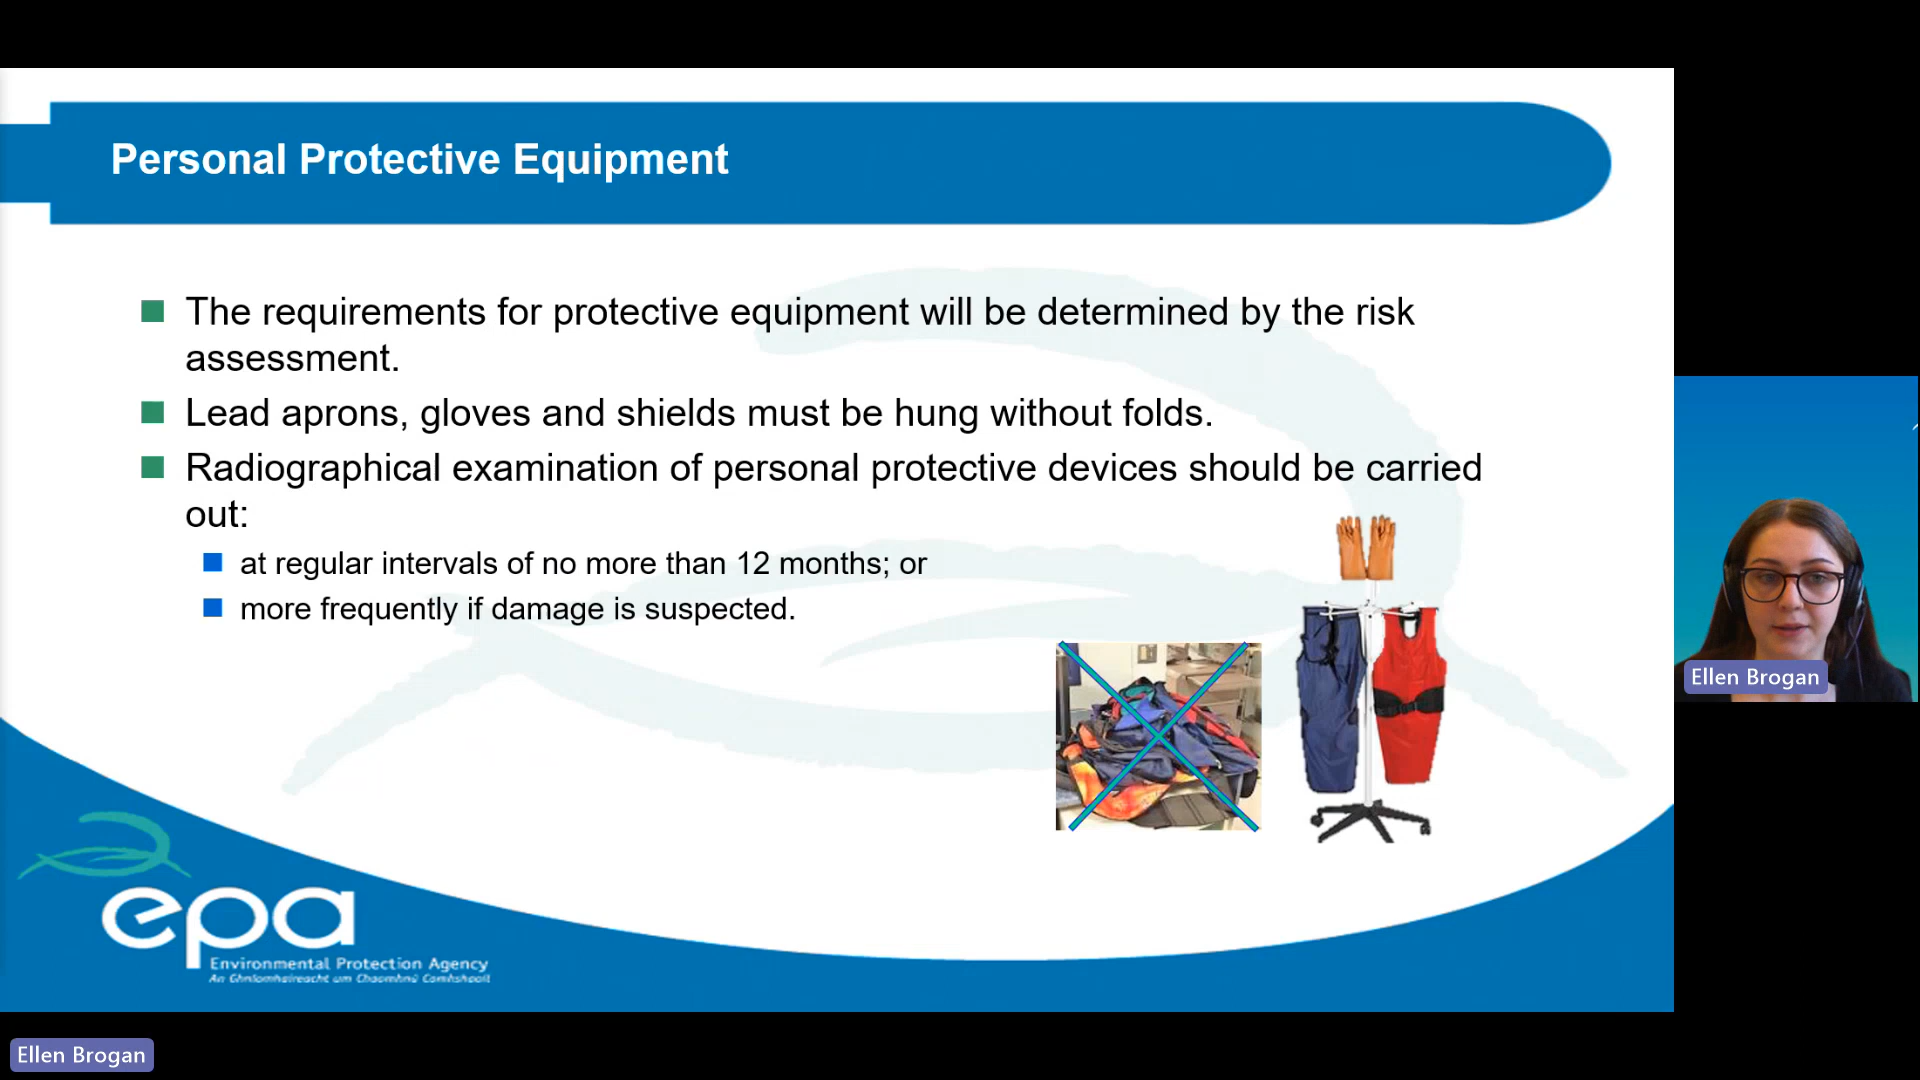 Personal Protective Equipment
The requirements for protective equipment will be determined by the risk
assessment.
Lead aprons, gloves and shields must be hung without folds.
Radiographical examination of personal protective devices should be carried
out:
at regular intervals of no more than 12 months; or
more frequently if damage is suspected.
Ellen Brogan
epa
Environmental Protection Agency
An Ghníomhaireacht um Chaomhnú Comhshaoil
Ellen Brogan